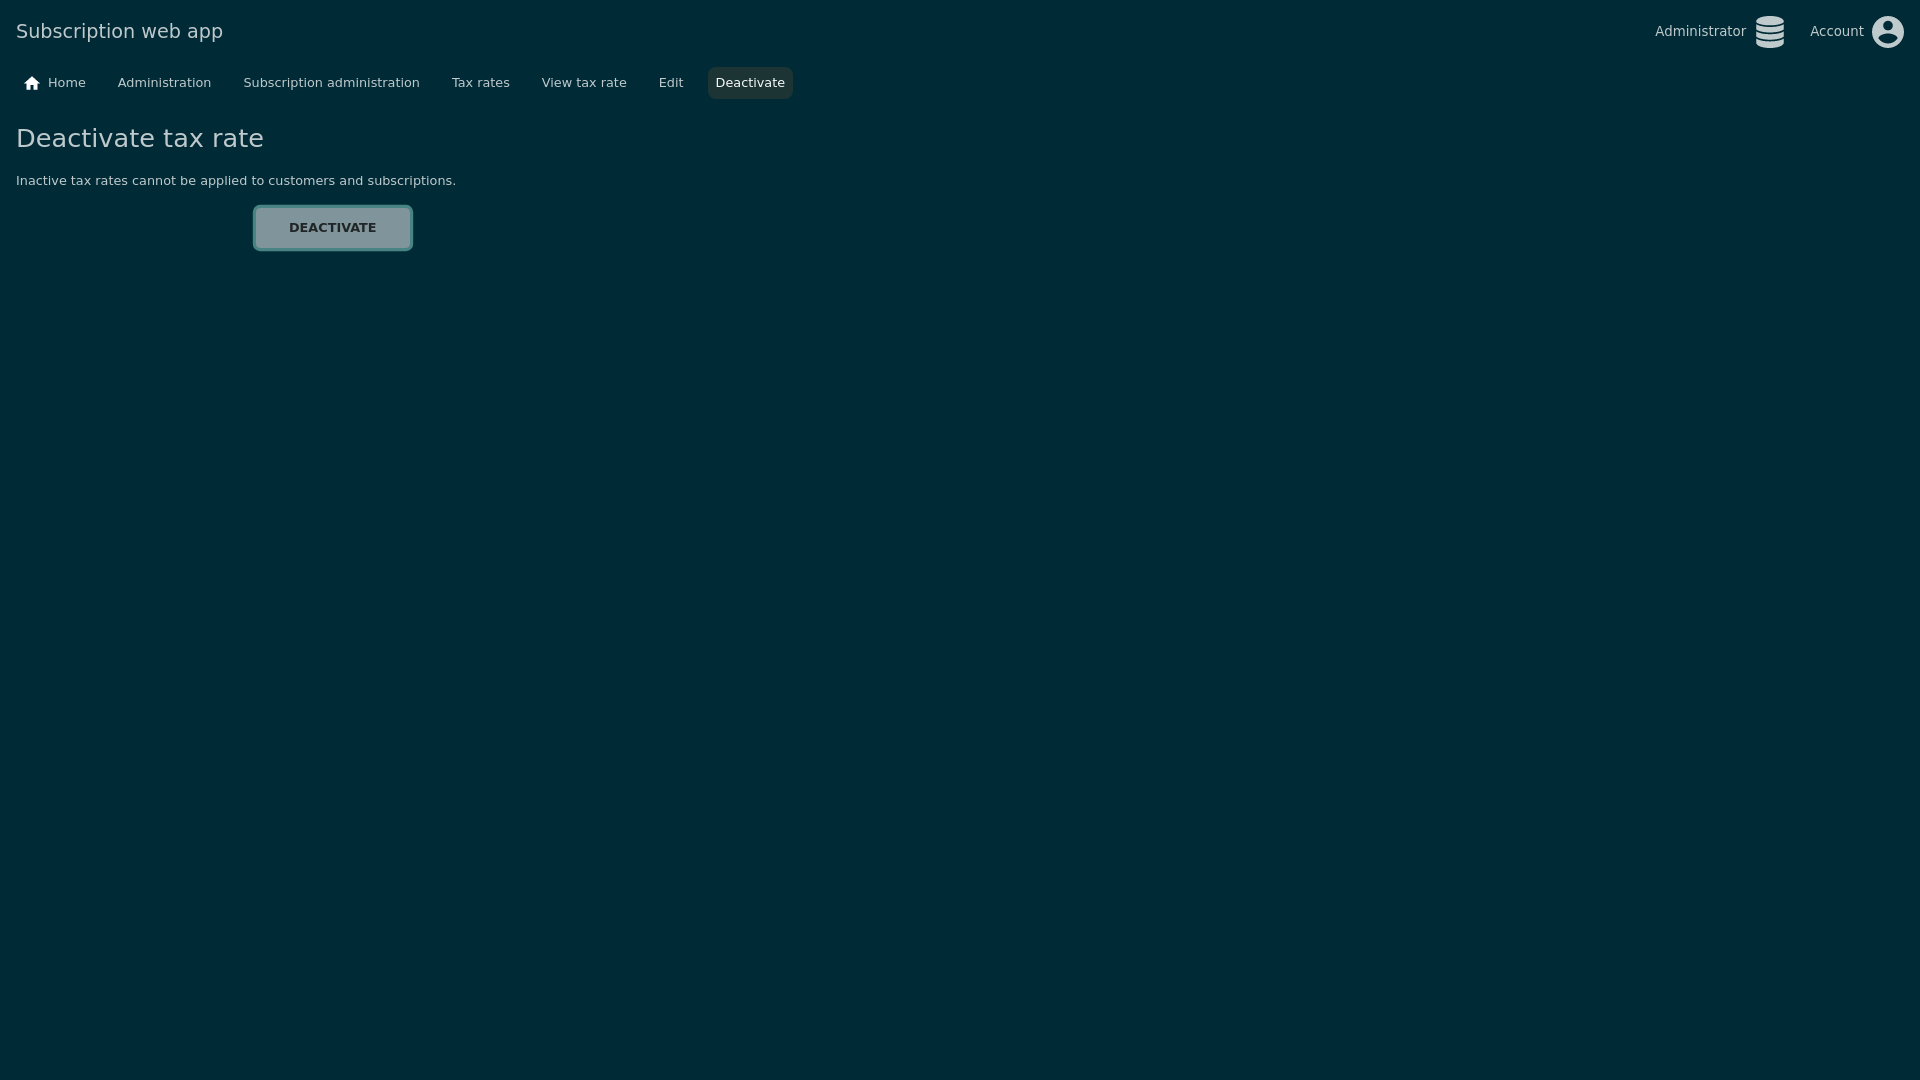 Subscription web app
Administrator
Account
Home
Administration
Subscription administration
Tax rates
View tax rate
Edit
Deactivate
Deactivate tax rate
Inactive tax rates cannot be applied to customers and subscriptions.
DEACTIVATE